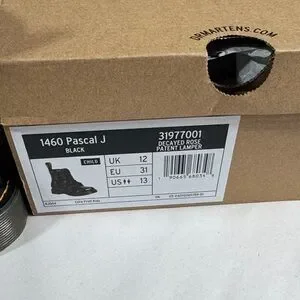 DRMARTENS.COM
1460 Pascal J
BLACK
31977001
DECAYED ROSE
PATENT LAMPER
CHILD
UK 12
EU 31
US 13